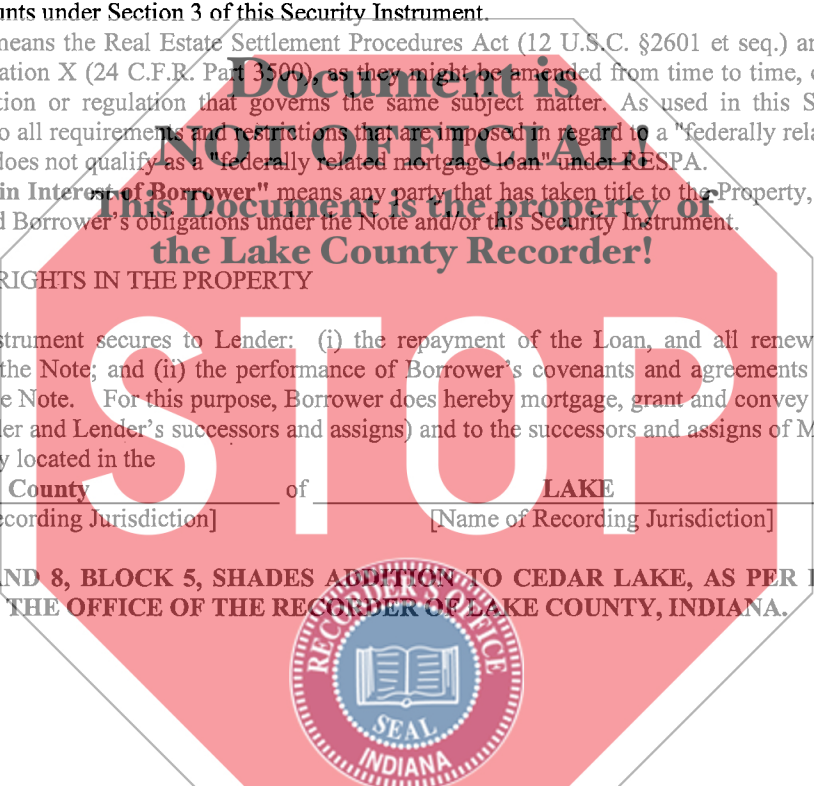 unts under Section 3 of this Security Instrument.
means the Real Estate Settlement Procedures Act (12 U.S.C. §2601 et seq.) an
ation X (24 C.F.R. Part 3500), as they might be amended from time to time, o
tion or regulation that governs the same subject matter. As used in this S
o all requirements and restrictions that are imposed in regard to a "federally rela
does not qualify as a "federally related mortgage loan" under RESPA.
in Interest of Borrower" means any party that has taken title to the Property,
d Borrower's obligations under the Note and/or this Security Instrument.
Document is
NOT OFFICIAL!
This Document is the property of
the Lake County Recorder!
RIGHTS IN THE PROPERTY
strument secures to Lender: (i) the repayment of the Loan, and all renew
the Note; and (ii) the performance of Borrower's covenants and agreements
e Note. For this purpose, Borrower does hereby mortgage, grant and convey
der and Lender's successors and assigns) and to the successors and assigns of M
y located in the
County of LAKE
ecording Jurisdiction] [Name of Recording Jurisdiction]
STOP
ND 8, BLOCK 5, SHADES ADDITION TO CEDAR LAKE, AS PER
THE OFFICE OF THE RECORDER OF LAKE COUNTY, INDIANA.
RECORDER'S OFFICE
SEAL
INDIANA